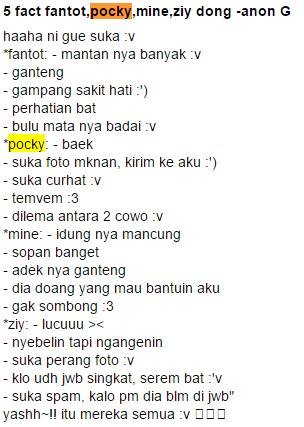 5 fact fantot,pocky,mine,ziy dong -anon G
haaha ni gue suka :v
*fantot: - mantan nya banyak :v
- ganteng
- gampang sakit hati :')
- perhatian bat
- bulu mata nya badai :v
*pocky: - baek
- suka foto mknan, kirim ke aku :')
- suka curhat :v
- temvem :3
- dilema antara 2 cowo :v
*mine: - idung nya mancung
- sopan banget
- adek nya ganteng
- dia doang yang mau bantuin aku
- gak sombong :3
*ziy: - lucuuu ><
- nyebelin tapi ngangenin
- suka perang foto :v
- klo udh jwb singkat, serem bat :'v
- suka spam, kalo pm dia blm di jwb"
yashh~!! itu mereka semua :v